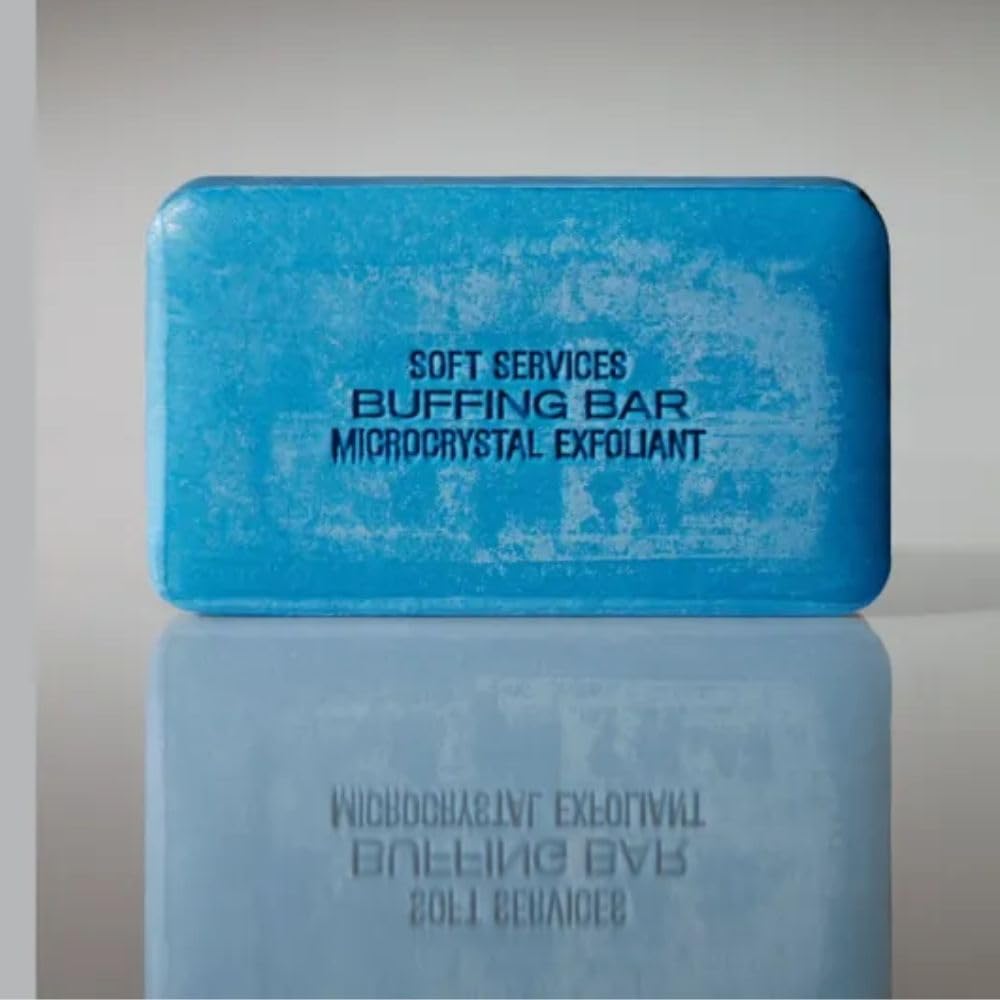 SOFT SERVICES
BUFFING BAR
MICROCRYSTAL EXFOLIANT